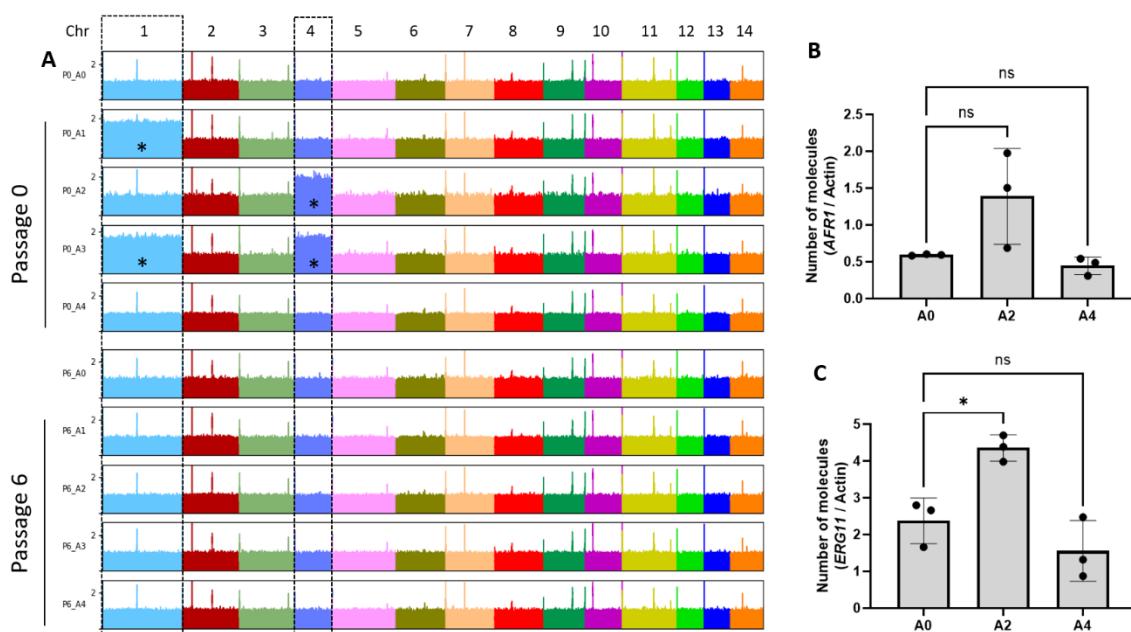 Chr 1 2 3 4 5 6 7 8 9 10 11 12 13 14
A
Passage 0
P0_A0
2
P0_A1
2
*
P0_A2
2
*
P0_A3
2
* *
P0_A4
2
Passage 6
P6_A0
2
P6_A1
2
P6_A2
2
P6_A3
2
P6_A4
2
B
ns
ns
Number of molecules
(AFR1 / Actin)
2.5
2.0
1.5
1.0
0.5
0.0
A0 A2 A4
C
ns
*
Number of molecules
(ERG11 / Actin)
5
4
3
2
1
0
A0 A2 A4